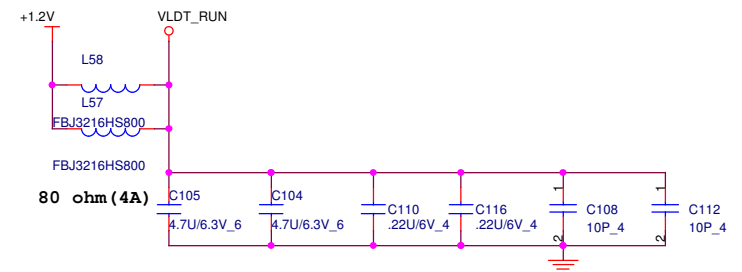 +1.2V
VLDT_RUN
L58
L57
FBJ3216HS800
FBJ3216HS800
80 ohm(4A)
C105
4.7U/6.3V_6
C104
4.7U/6.3V_6
C110
.22U/6V_4
C116
.22U/6V_4
1
2
C108
10P_4
1
2
C112
10P_4